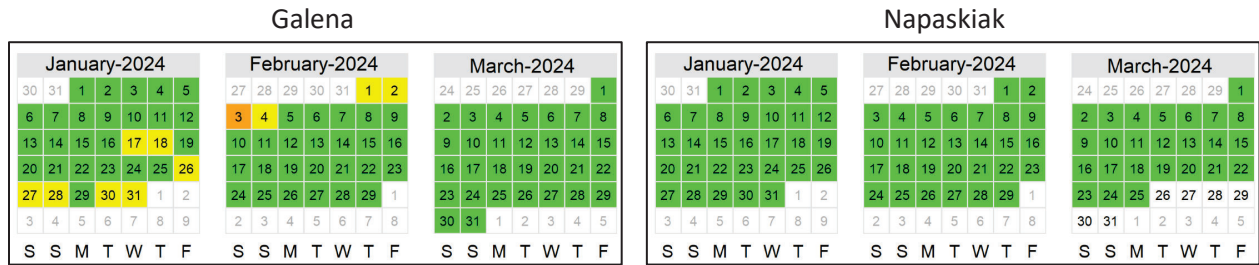 Galena
January-2024
30 31 1 2 3 4 5
6 7 8 9 10 11 12
13 14 15 16 17 18 19
20 21 22 23 24 25 26
27 28 29 30 31 1 2
3 4 5 6 7 8 9
S S M T W T F
February-2024
27 28 29 30 31 1 2
3 4 5 6 7 8 9
10 11 12 13 14 15 16
17 18 19 20 21 22 23
24 25 26 27 28 29 1
2 3 4 5 6 7 8
S S M T W T F
March-2024
24 25 26 27 28 29 1
2 3 4 5 6 7 8
9 10 11 12 13 14 15
16 17 18 19 20 21 22
23 24 25 26 27 28 29
30 31 1 2 3 4 5
S S M T W T F
Napaskiak
January-2024
30 31 1 2 3 4 5
6 7 8 9 10 11 12
13 14 15 16 17 18 19
20 21 22 23 24 25 26
27 28 29 30 31 1 2
3 4 5 6 7 8 9
S S M T W T F
February-2024
27 28 29 30 31 1 2
3 4 5 6 7 8 9
10 11 12 13 14 15 16
17 18 19 20 21 22 23
24 25 26 27 28 29 1
2 3 4 5 6 7 8
S S M T W T F
March-2024
24 25 26 27 28 29 1
2 3 4 5 6 7 8
9 10 11 12 13 14 15
16 17 18 19 20 21 22
23 24 25 26 27 28 29
30 31 1 2 3 4 5
S S M T W T F